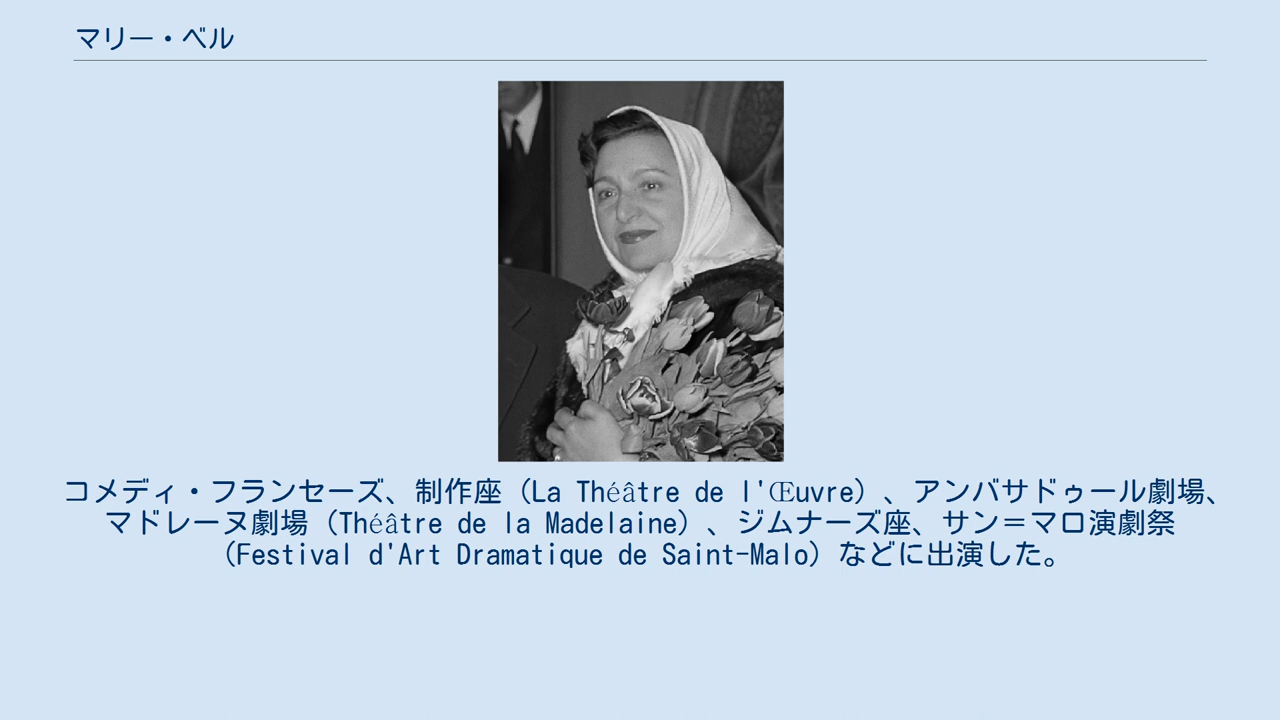 マリー・ベル
コメディ・フランセーズ、制作座（La Théâtre de l'Œuvre）、アンバサドゥール劇場、
マドレーヌ劇場（Théâtre de la Madelaine）、ジムナーズ座、サン＝マロ演劇祭
（Festival d'Art Dramatique de Saint-Malo）などに出演した。